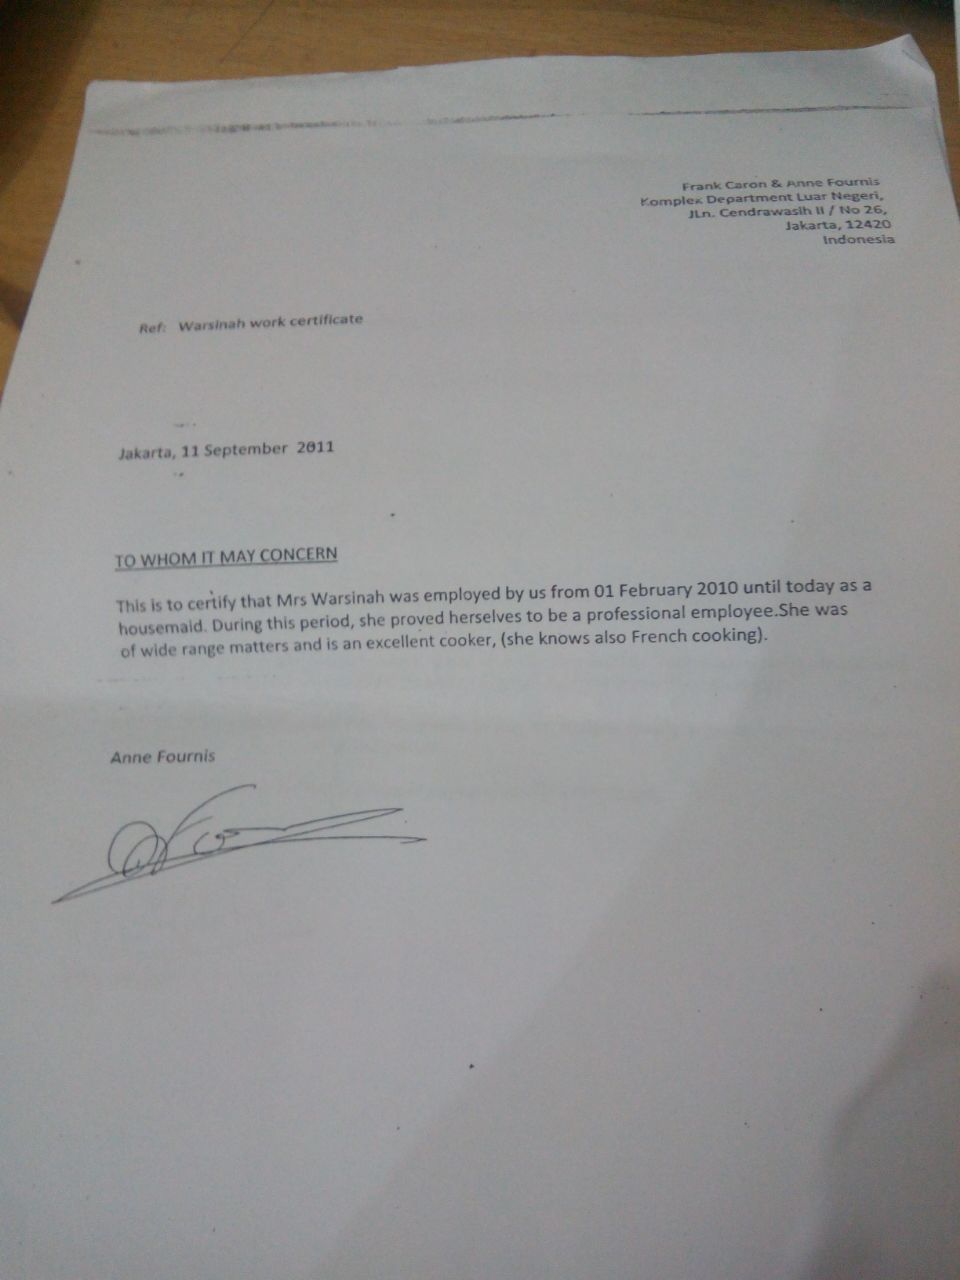 Frank Caron & Anne Fournis
Komplex Department Luar Negeri,
JLn. Cendrawasih II / No 26,
Jakarta, 12420
Indonesia
Ref: Warsinah work certificate
Jakarta, 11 September 2011
TO WHOM IT MAY CONCERN
This is to certify that Mrs Warsinah was employed by us from 01 February 2010 until today as a
housemaid. During this period, she proved herselves to be a professional employee.She was
of wide range matters and is an excellent cooker, (she knows also French cooking).
Anne Fournis